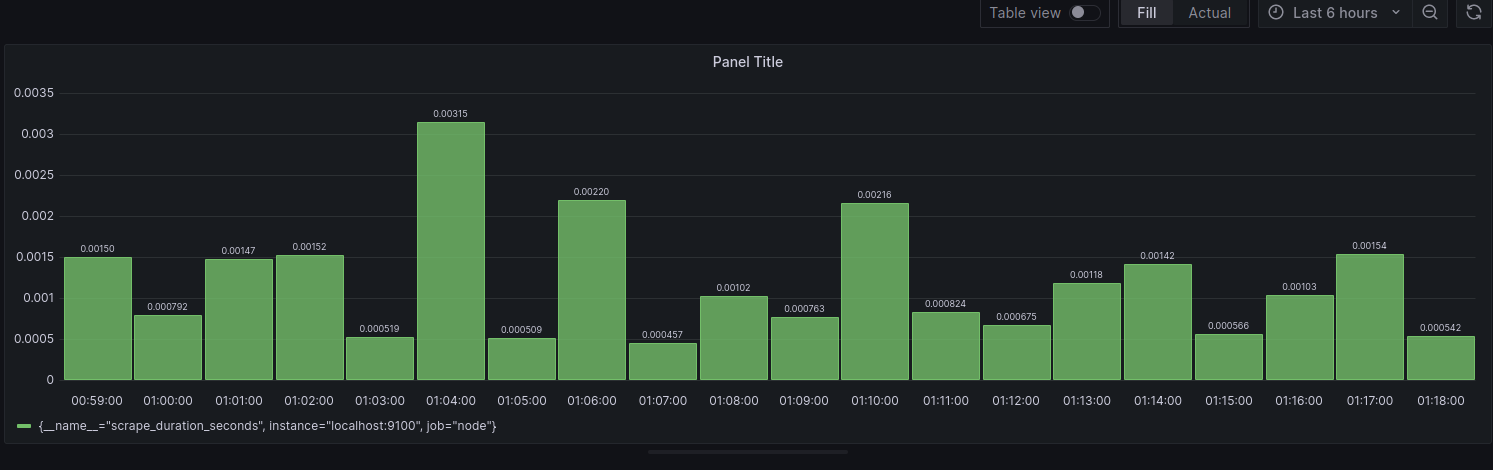 Table view Fill Actual Last 6 hours
Panel Title
0.0035
0.003
0.0025
0.002
0.0015
0.001
0.0005
0
0.00150 0.000792 0.00147 0.00152 0.000519 0.00315 0.000509 0.00220 0.000457 0.00102 0.000763 0.00216 0.000824 0.000675 0.00118 0.00142 0.000566 0.00103 0.00154 0.000542
00:59:00 01:00:00 01:01:00 01:02:00 01:03:00 01:04:00 01:05:00 01:06:00 01:07:00 01:08:00 01:09:00 01:10:00 01:11:00 01:12:00 01:13:00 01:14:00 01:15:00 01:16:00 01:17:00 01:18:00
{__name__="scrape_duration_seconds", instance="localhost:9100", job="node"}